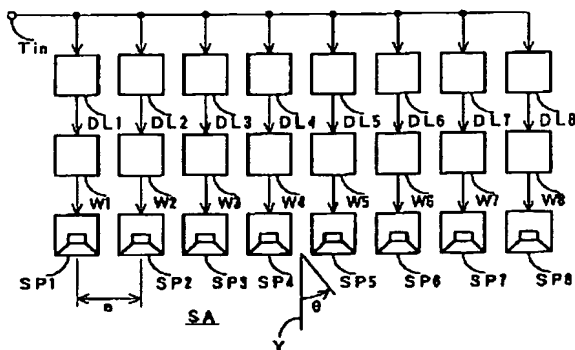 Tin
DL1 DL2 DL3 DL4 DL5 DL6 DL7 DL8
W1 W2 W3 W4 W5 W6 W7 W8
SP1 SP2 SP3 SP4 SP5 SP6 SP7 SP8
a
SA
θ
Y